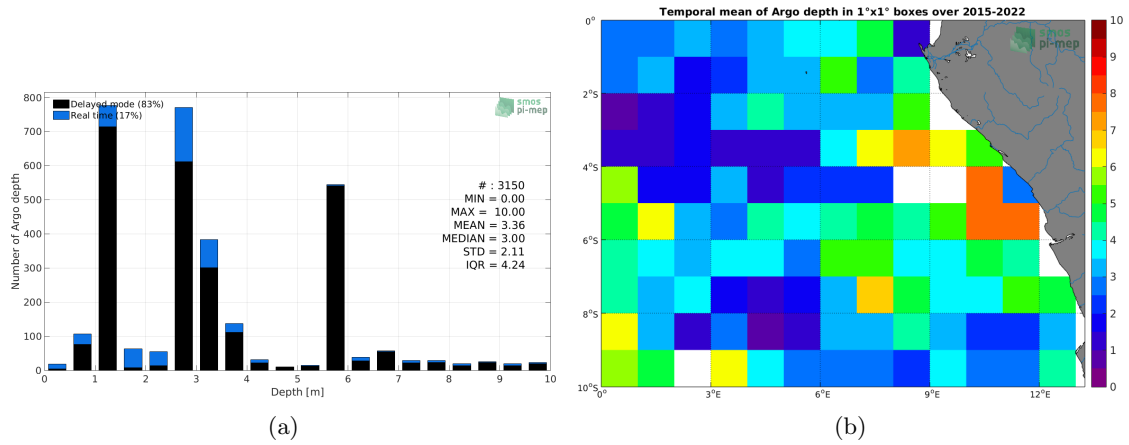 Temporal mean of Argo depth in 1°x1° boxes over 2015-2022
800
700
600
500
400
300
200
100
0
Number of Argo depth
Delayed mode (83%)
Real time (17%)
smos
pi-mep
# : 3150
MIN = 0.00
MAX = 10.00
MEAN = 3.36
MEDIAN = 3.00
STD = 2.11
IQR = 4.24
0 1 2 3 4 5 6 7 8 9 10
Depth [m]
(a)
0°
2°S
4°S
6°S
8°S
10°S
0° 3°E 6°E 9°E 12°E
smos
pi-mep
10
9
8
7
6
5
4
3
2
1
0
(b)